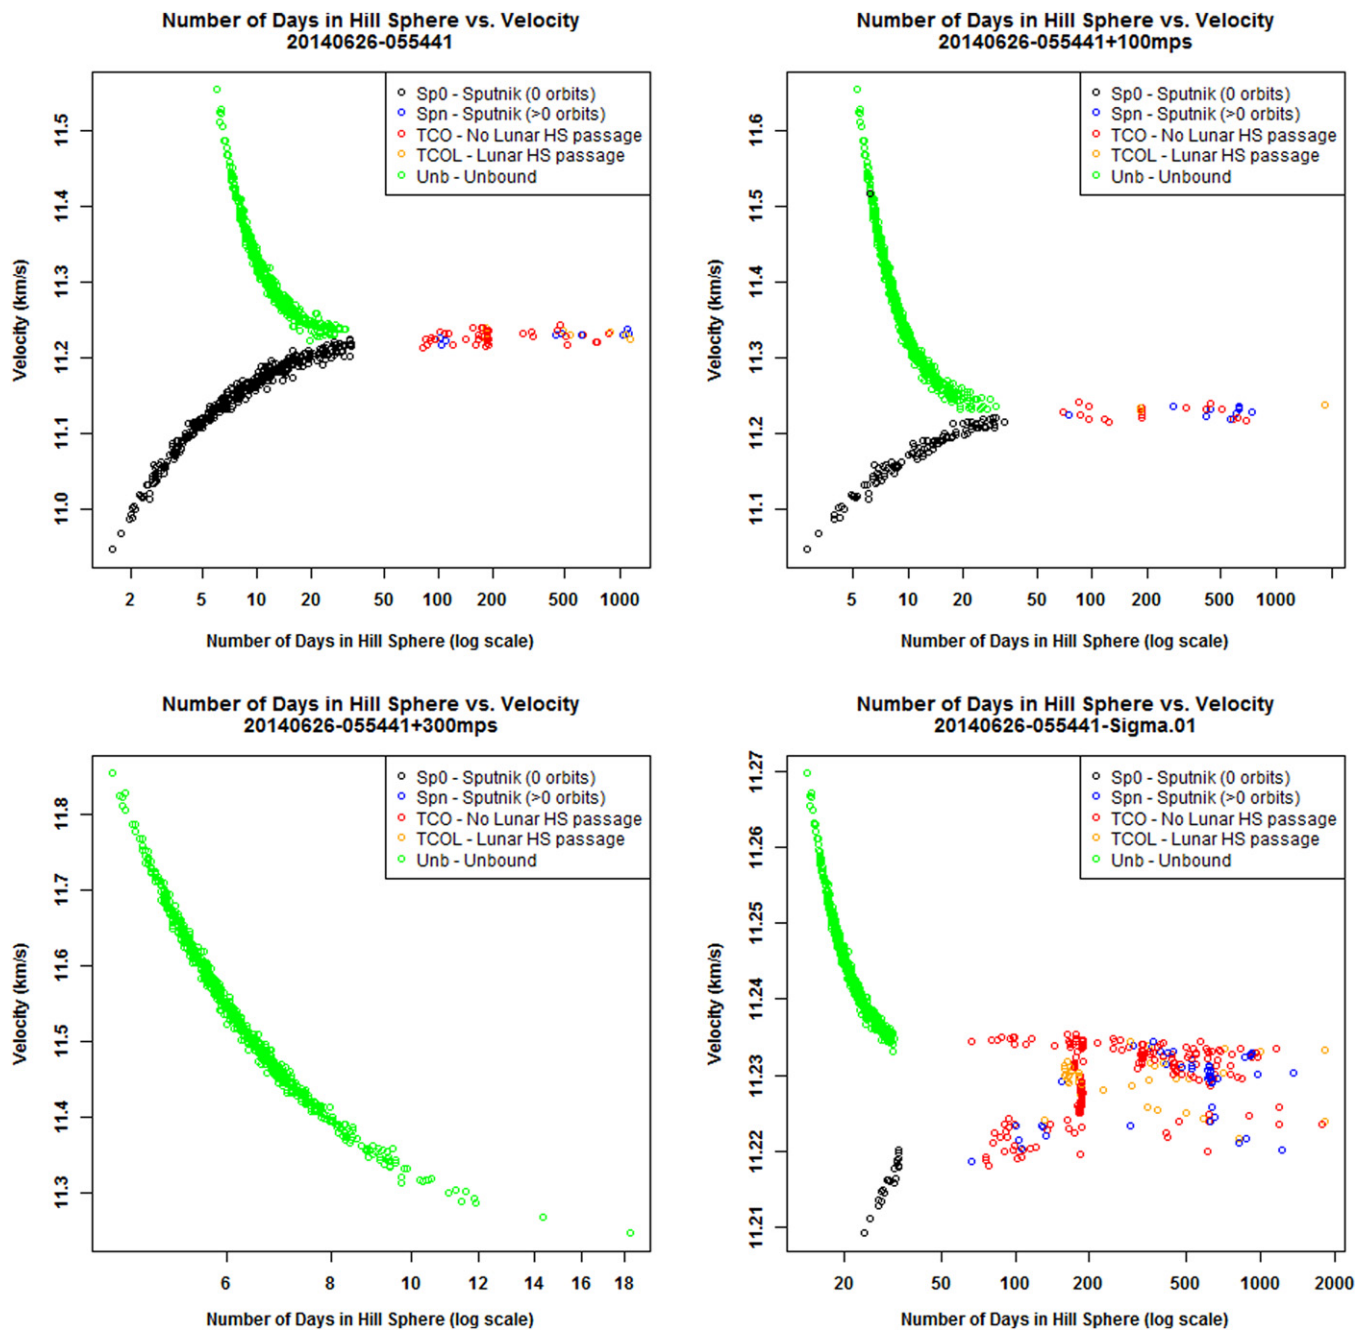 Number of Days in Hill Sphere vs. Velocity
20140626-055441
Sp0 - Sputnik (0 orbits)
Spn - Sputnik (>0 orbits)
TCO - No Lunar HS passage
TCOL - Lunar HS passage
Unb - Unbound
Velocity (km/s)
11.5
11.4
11.3
11.2
11.1
11.0
2 5 10 20 50 100 200 500 1000
Number of Days in Hill Sphere (log scale)
Number of Days in Hill Sphere vs. Velocity
20140626-055441+100mps
Sp0 - Sputnik (0 orbits)
Spn - Sputnik (>0 orbits)
TCO - No Lunar HS passage
TCOL - Lunar HS passage
Unb - Unbound
Velocity (km/s)
11.6
11.5
11.4
11.3
11.2
11.1
5 10 20 50 100 200 500 1000
Number of Days in Hill Sphere (log scale)
Number of Days in Hill Sphere vs. Velocity
20140626-055441+300mps
Sp0 - Sputnik (0 orbits)
Spn - Sputnik (>0 orbits)
TCO - No Lunar HS passage
TCOL - Lunar HS passage
Unb - Unbound
Velocity (km/s)
11.8
11.7
11.6
11.5
11.4
11.3
6 8 10 12 14 16 18
Number of Days in Hill Sphere (log scale)
Number of Days in Hill Sphere vs. Velocity
20140626-055441-Sigma.01
Sp0 - Sputnik (0 orbits)
Spn - Sputnik (>0 orbits)
TCO - No Lunar HS passage
TCOL - Lunar HS passage
Unb - Unbound
Velocity (km/s)
11.27
11.26
11.25
11.24
11.23
11.22
11.21
20 50 100 200 500 1000 2000
Number of Days in Hill Sphere (log scale)